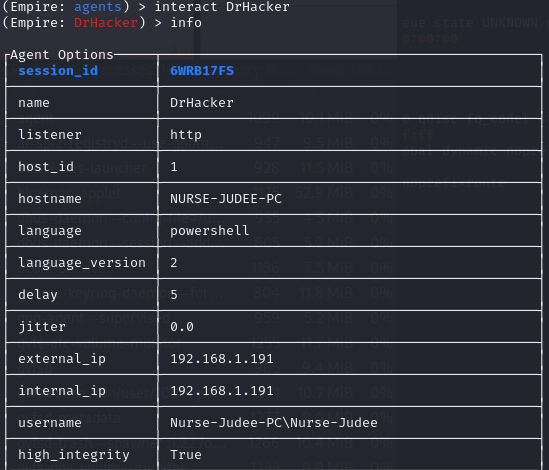 (Empire: agents) > interact DrHacker
(Empire: DrHacker) > info
Agent Options
session_id 6WRB17FS
name DrHacker
listener http
host_id 1
hostname NURSE-JUDEE-PC
language powershell
language_version 2
delay 5
jitter 0.0
external_ip 192.168.1.191
internal_ip 192.168.1.191
username Nurse-Judee-PC\Nurse-Judee
high_integrity True